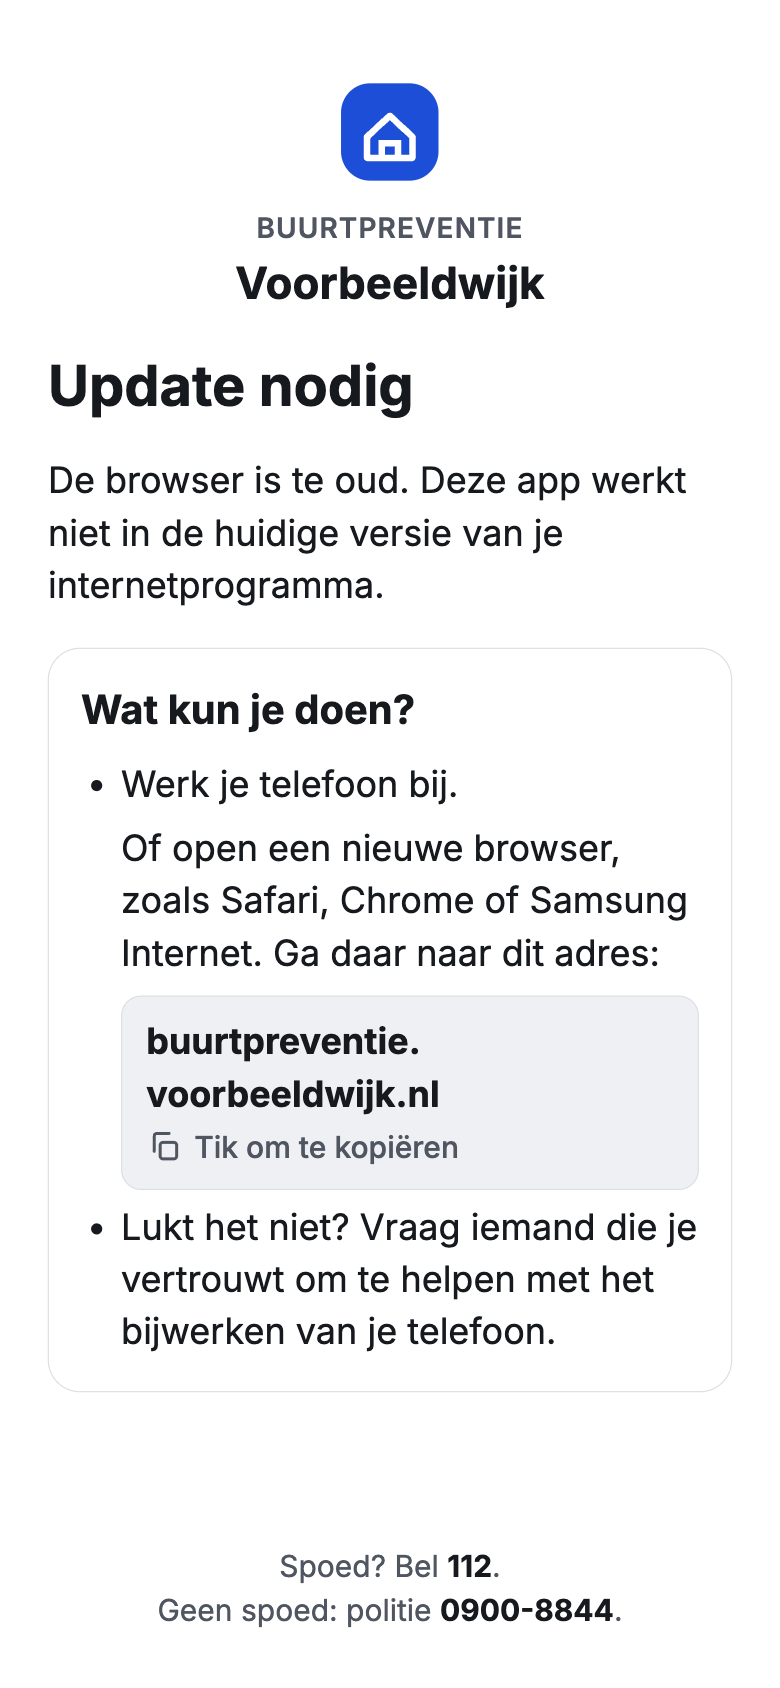 BUURTPREVENTIE
Voorbeeldwijk
Update nodig
De browser is te oud. Deze app werkt
niet in de huidige versie van je
internetprogramma.
Wat kun je doen?
• Werk je telefoon bij.
Of open een nieuwe browser,
zoals Safari, Chrome of Samsung
Internet. Ga daar naar dit adres:
buurtpreventie.
voorbeeldwijk.nl
Tik om te kopiëren
• Lukt het niet? Vraag iemand die je
vertrouwt om te helpen met het
bijwerken van je telefoon.
Spoed? Bel 112.
Geen spoed: politie 0900-8844.